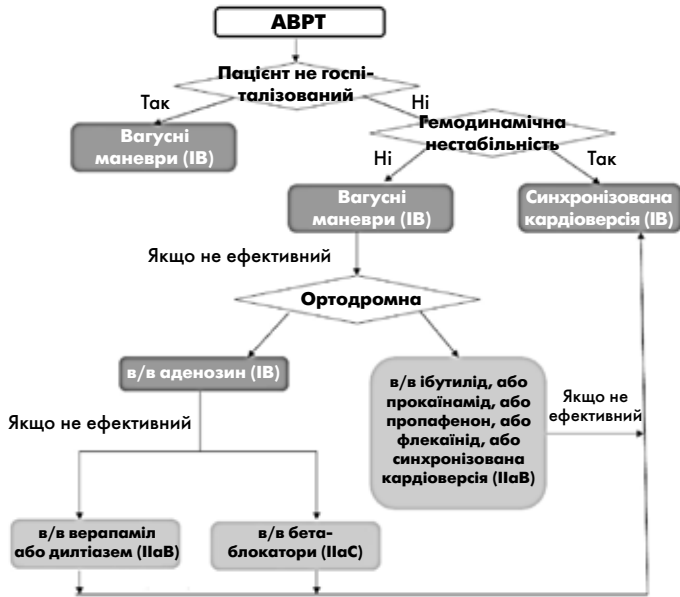 АВРТ
Пацієнт не госпі-
талізований
Так
Ні
Вагусні
маневри (IB)
Гемодинамічна
нестабільність
Ні
Так
Вагусні
маневри (IB)
Синхронізована
кардіоверсія (IB)
Якщо не ефективний
Ортодромна
в/в аденозин (IB)
в/в ібутилід, або
прокаїнамід, або
пропафенон, або
флекаїнід, або
синхронізована
кардіоверсія (IIaB)
Якщо не
ефективний
Якщо не ефективний
в/в верапаміл
або дилтіазем (IIaB)
в/в бета-
блокатори (IIaC)